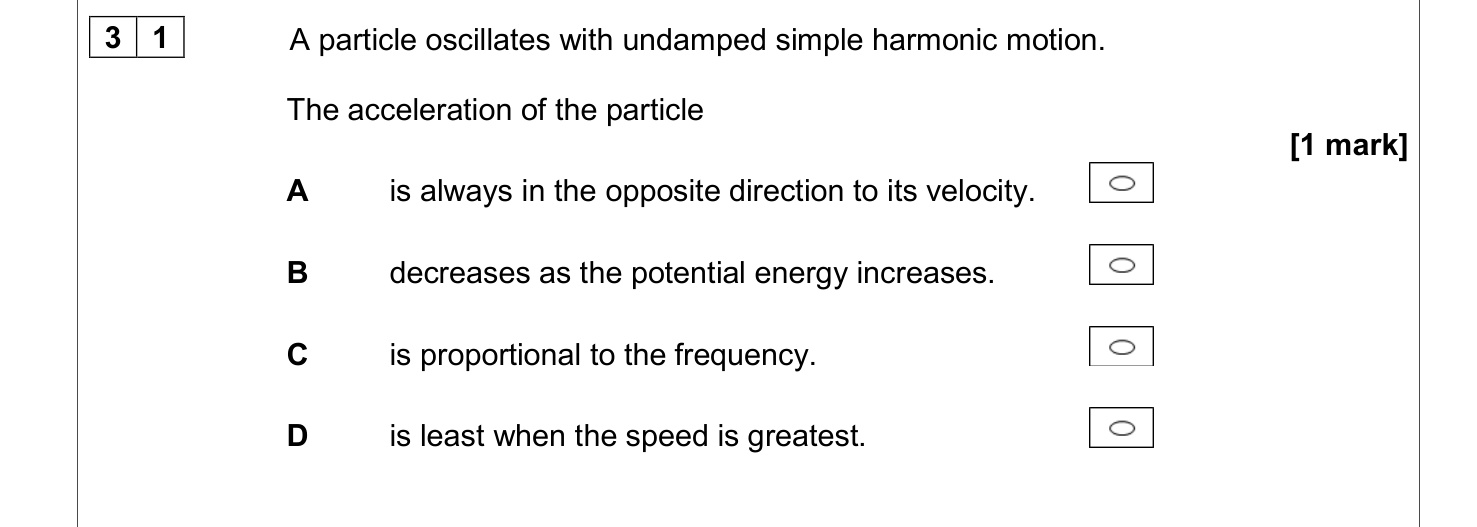 3 1 A particle oscillates with undamped simple harmonic motion.
The acceleration of the particle
[1 mark]
A is always in the opposite direction to its velocity.
B decreases as the potential energy increases.
C is proportional to the frequency.
D is least when the speed is greatest.